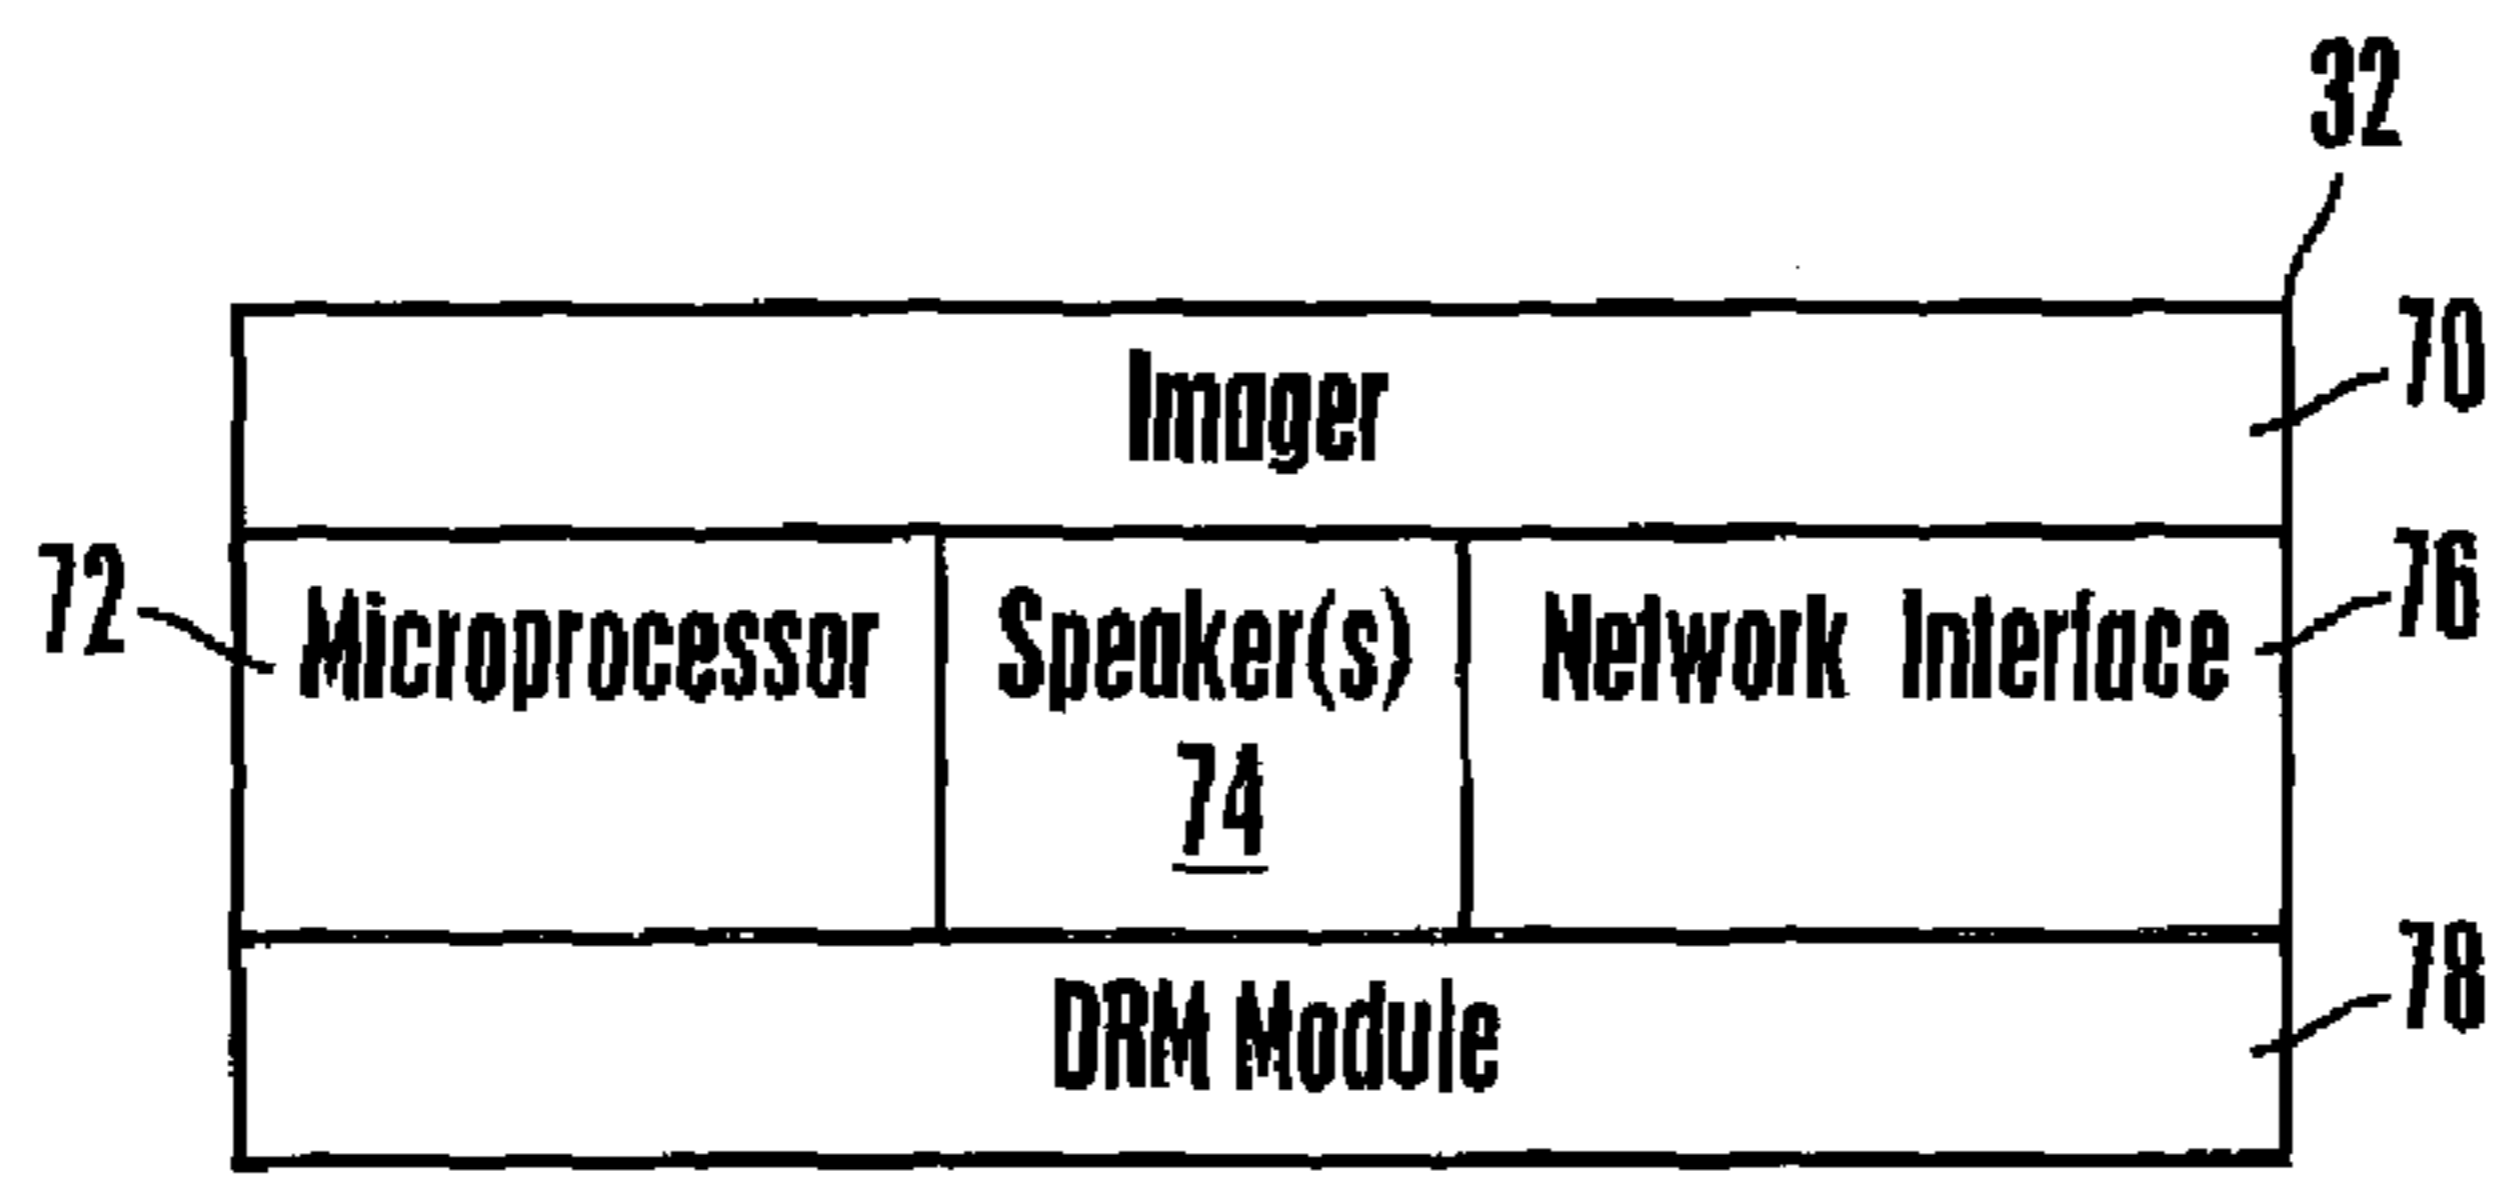 32
Imager
70
72
Microprocessor
Speaker(s)
74
Network Interface
76
DRM Module
78